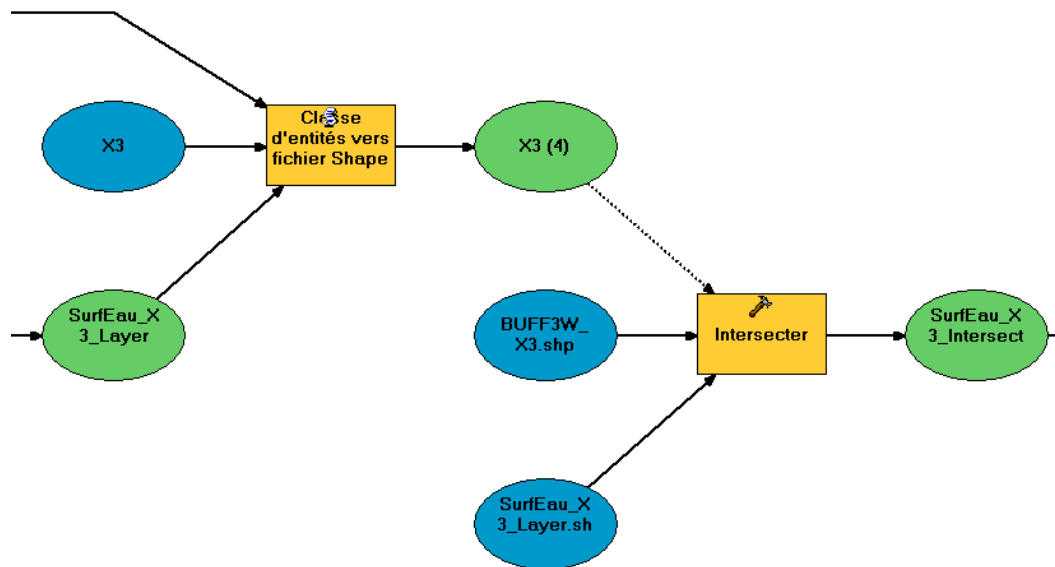 X3
Classe
d'entités vers
fichier Shape
X3 (4)
SurfEau_X
3_Layer
BUFF3W_
X3.shp
Intersecter
SurfEau_X
3_Intersect
SurfEau_X
3_Layer.sh